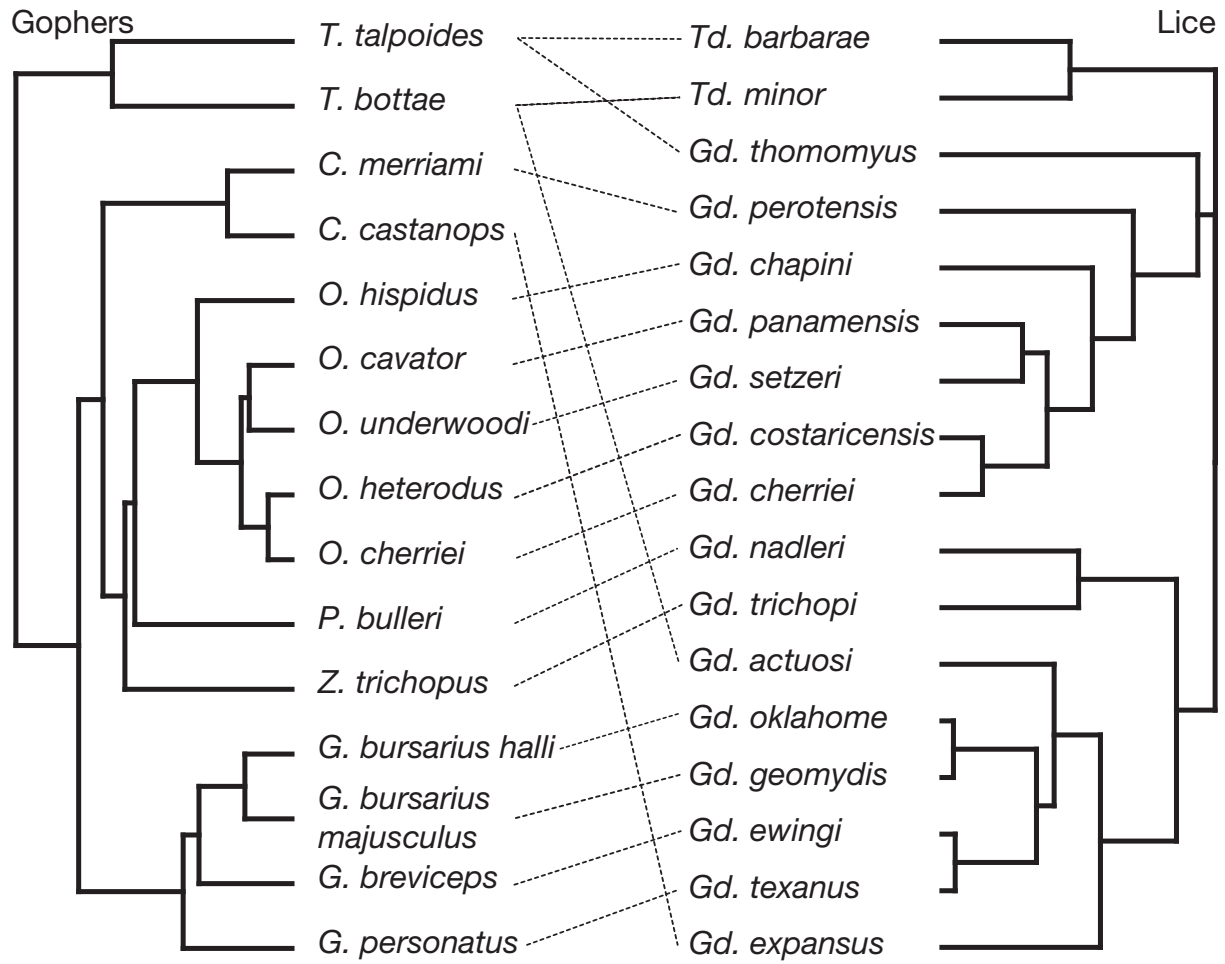 Gophers
Lice
T. talpoides
T. bottae
C. merriami
C. castanops
O. hispidus
O. cavator
O. underwoodi
O. heterodus
O. cherriei
P. bulleri
Z. trichopus
G. bursarius halli
G. bursarius
majusculus
G. breviceps
G. personatus
Td. barbarae
Td. minor
Gd. thomomyus
Gd. perotensis
Gd. chapini
Gd. panamensis
Gd. setzeri
Gd. costaricensis
Gd. cherriei
Gd. nadleri
Gd. trichopi
Gd. actuosi
Gd. oklahome
Gd. geomydis
Gd. ewingi
Gd. texanus
Gd. expansus